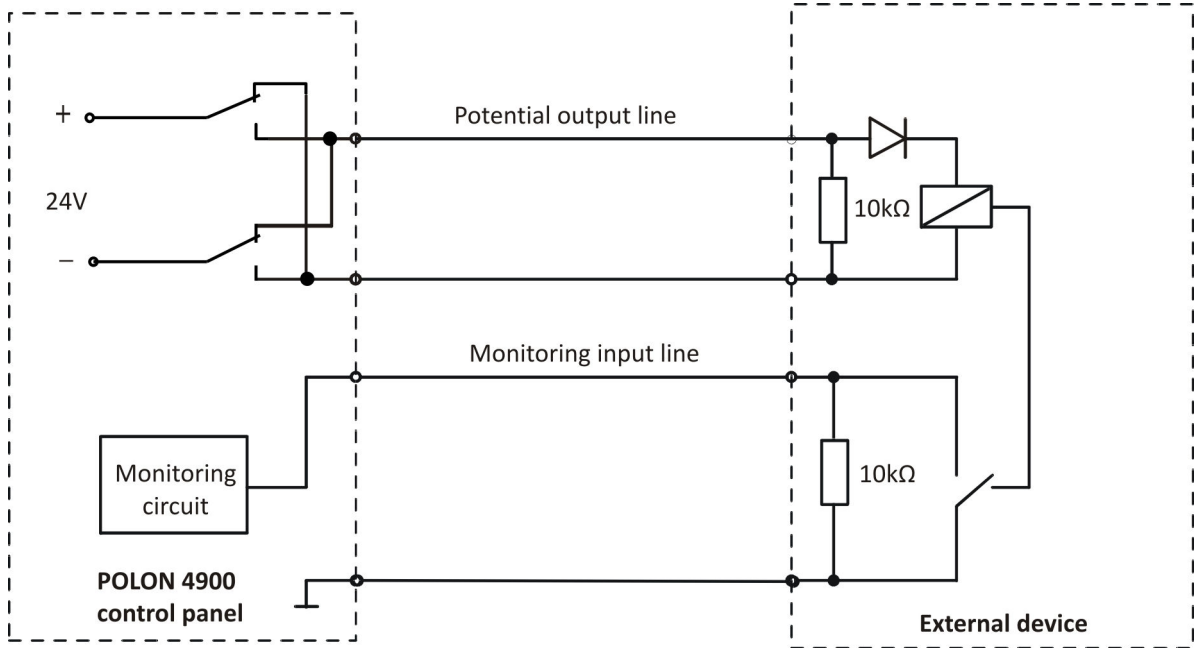 +
Potential output line
24V
10kΩ
−
Monitoring input line
Monitoring
circuit
10kΩ
POLON 4900
control panel
External device